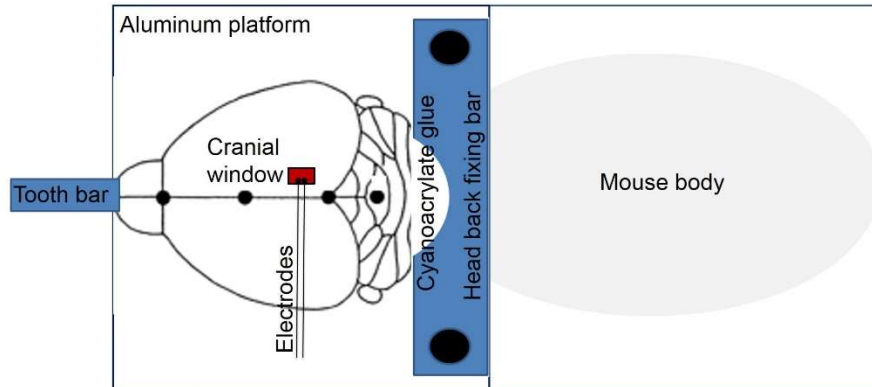 Aluminum platform
Cranial
window
Tooth bar
Electrodes
Cyanoacrylate glue
Head back fixing bar
Mouse body